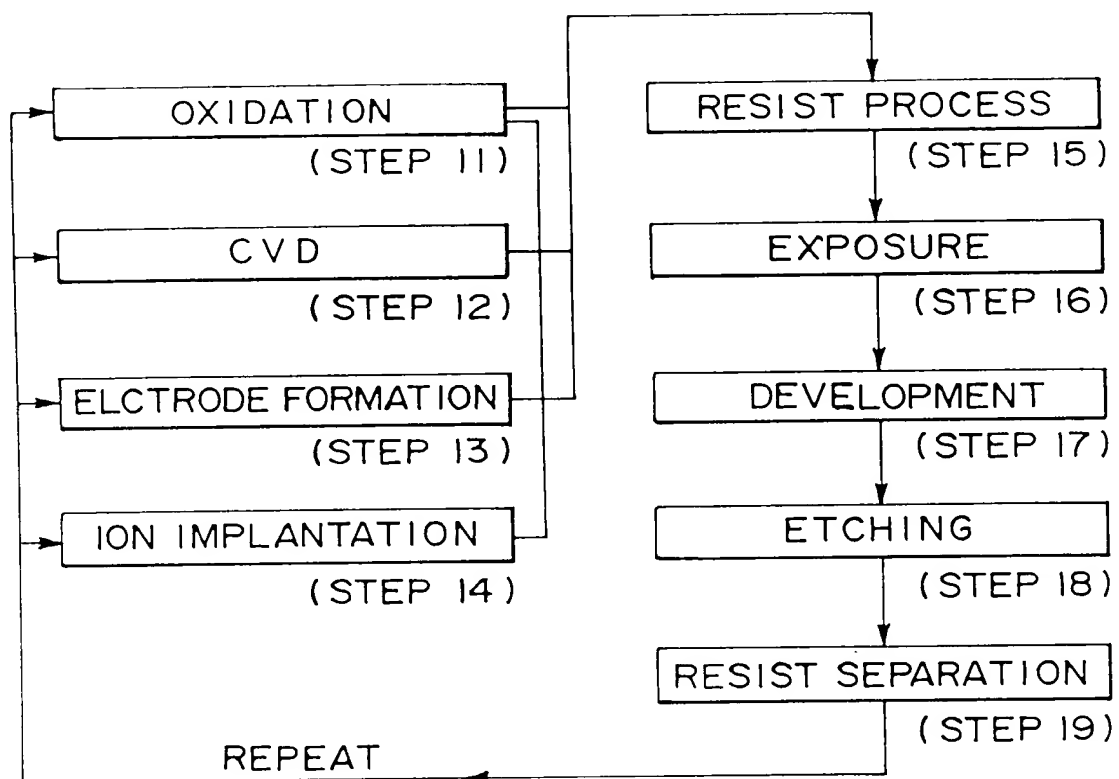 OXIDATION
(STEP 11)
CVD
(STEP 12)
ELCTRODE FORMATION
(STEP 13)
ION IMPLANTATION
(STEP 14)
RESIST PROCESS
(STEP 15)
EXPOSURE
(STEP 16)
DEVELOPMENT
(STEP 17)
ETCHING
(STEP 18)
RESIST SEPARATION
(STEP 19)
REPEAT